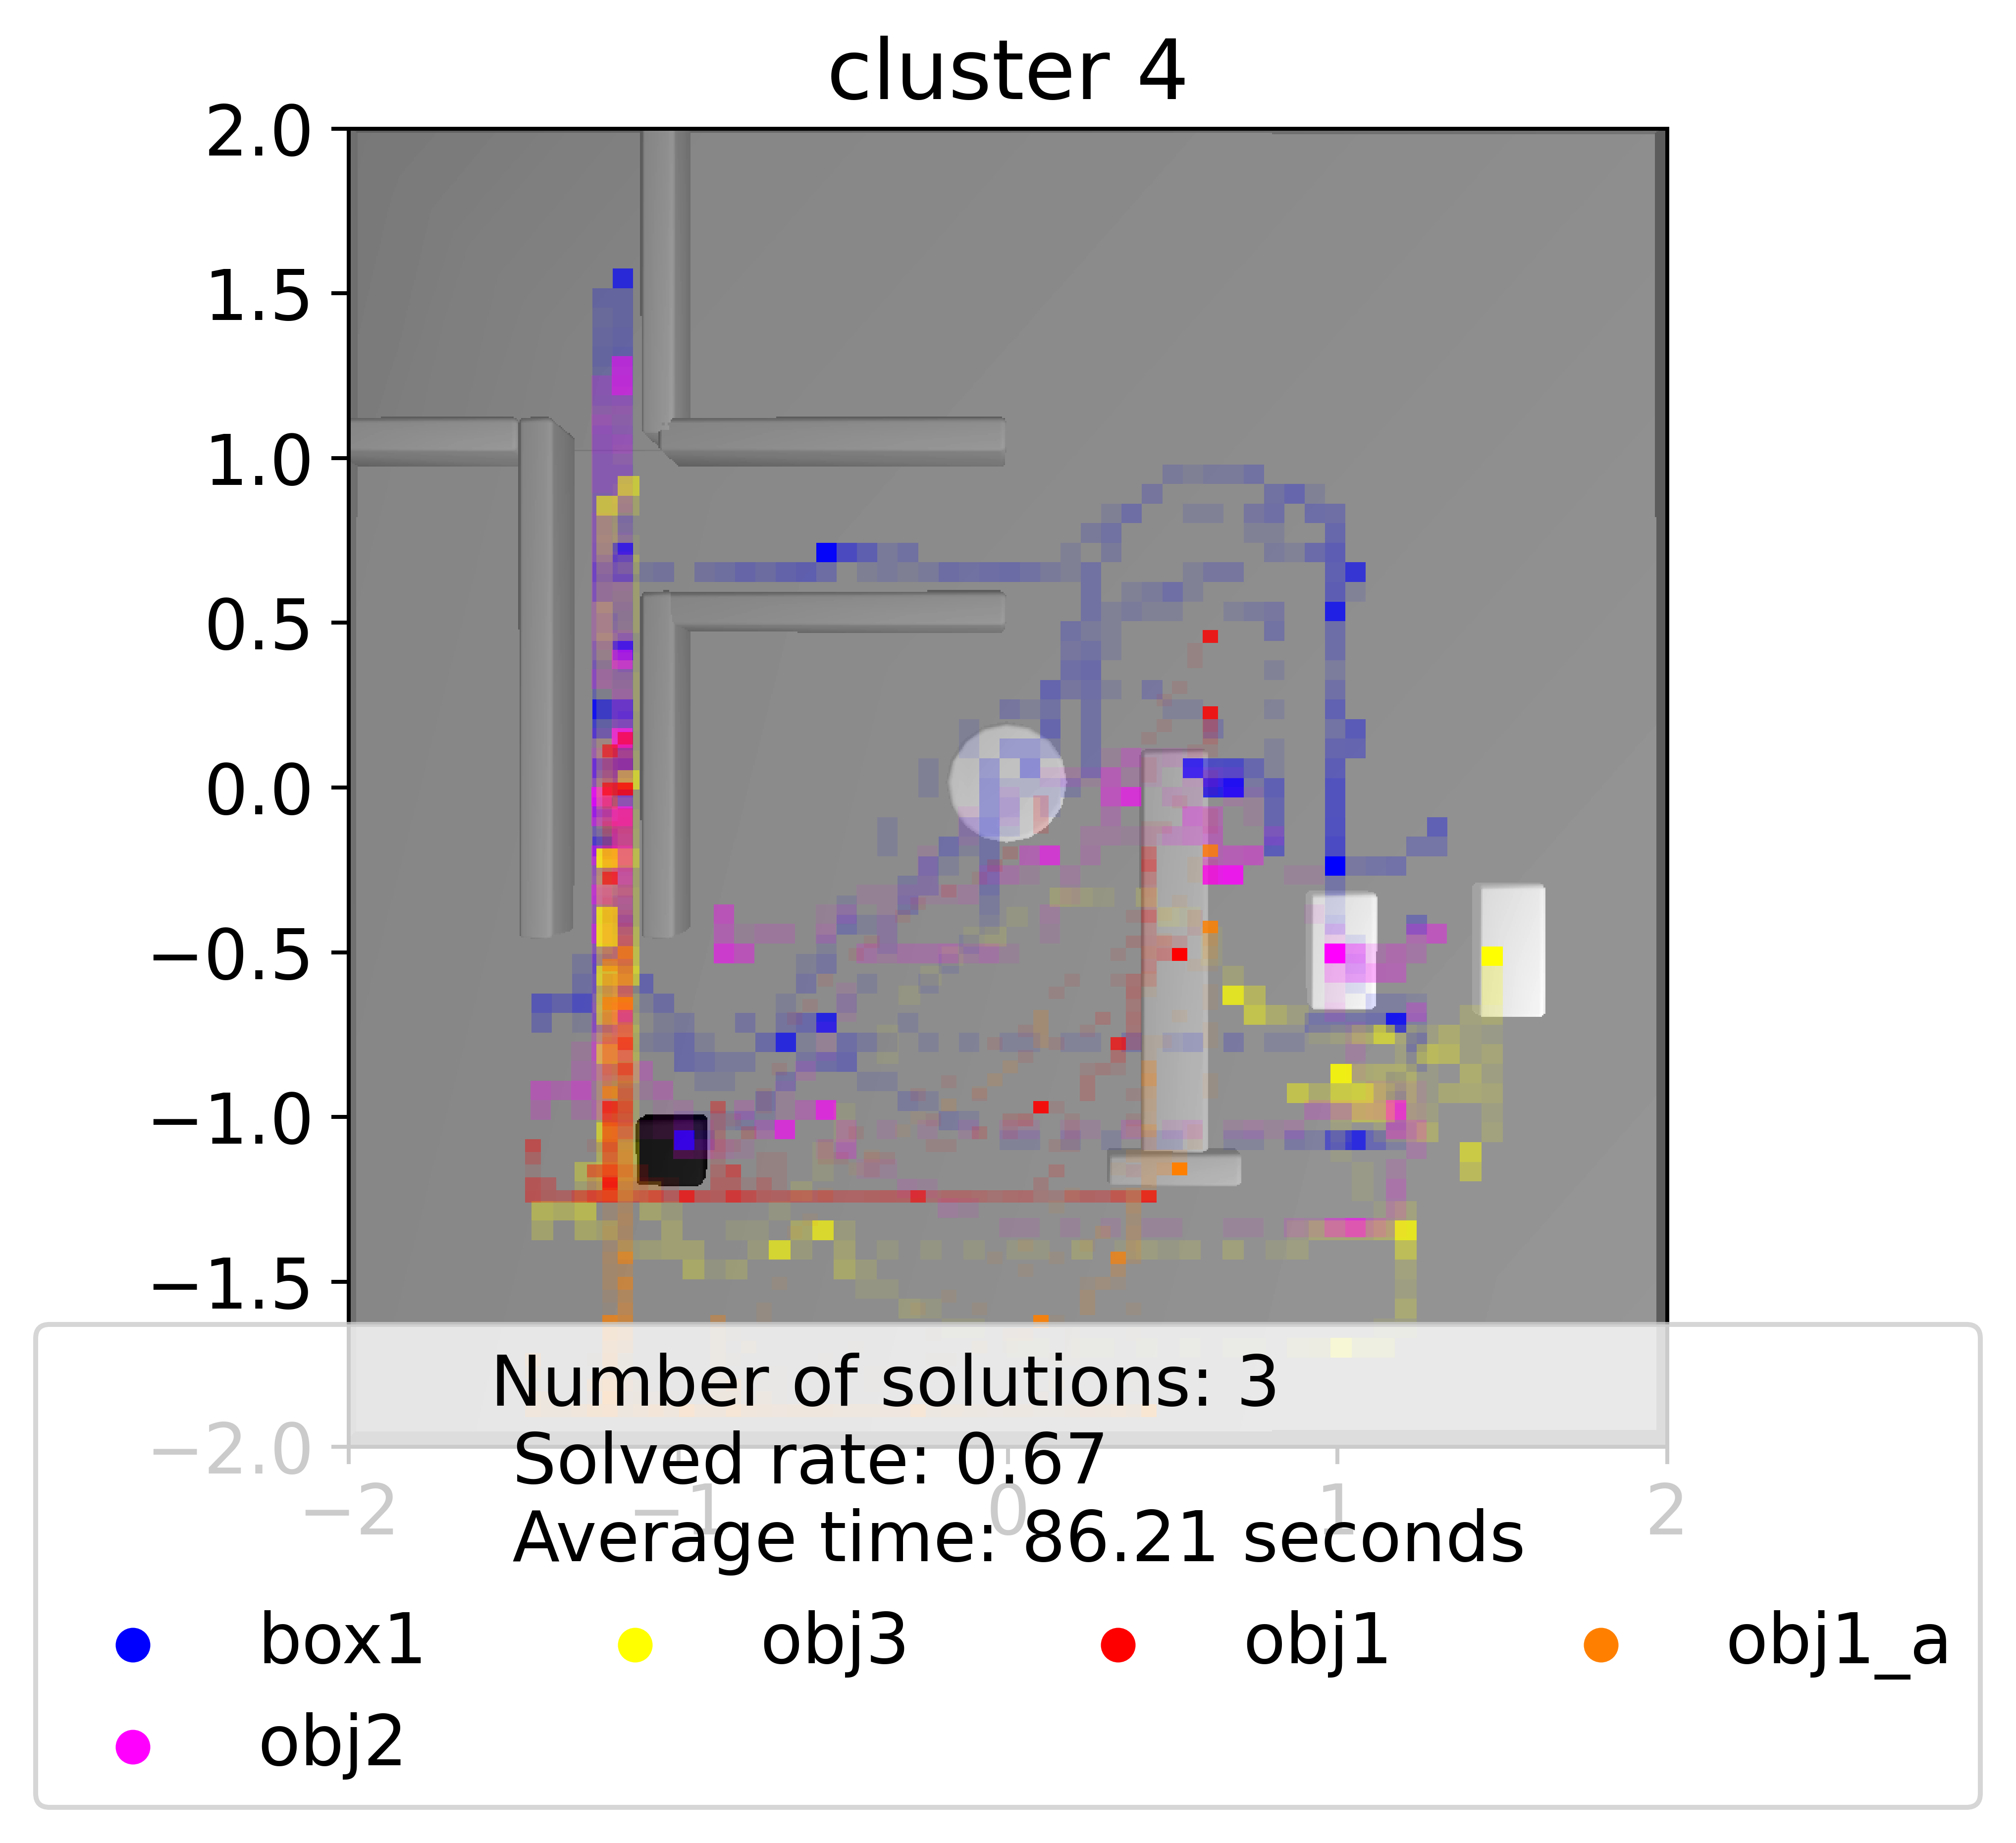 cluster 4
2.0
1.5
1.0
0.5
0.0
−0.5
−1.0
−1.5
−2.0
−2 −1 0 1 2
Number of solutions: 3
Solved rate: 0.67
Average time: 86.21 seconds
box1 obj3 obj1 obj1_a
obj2